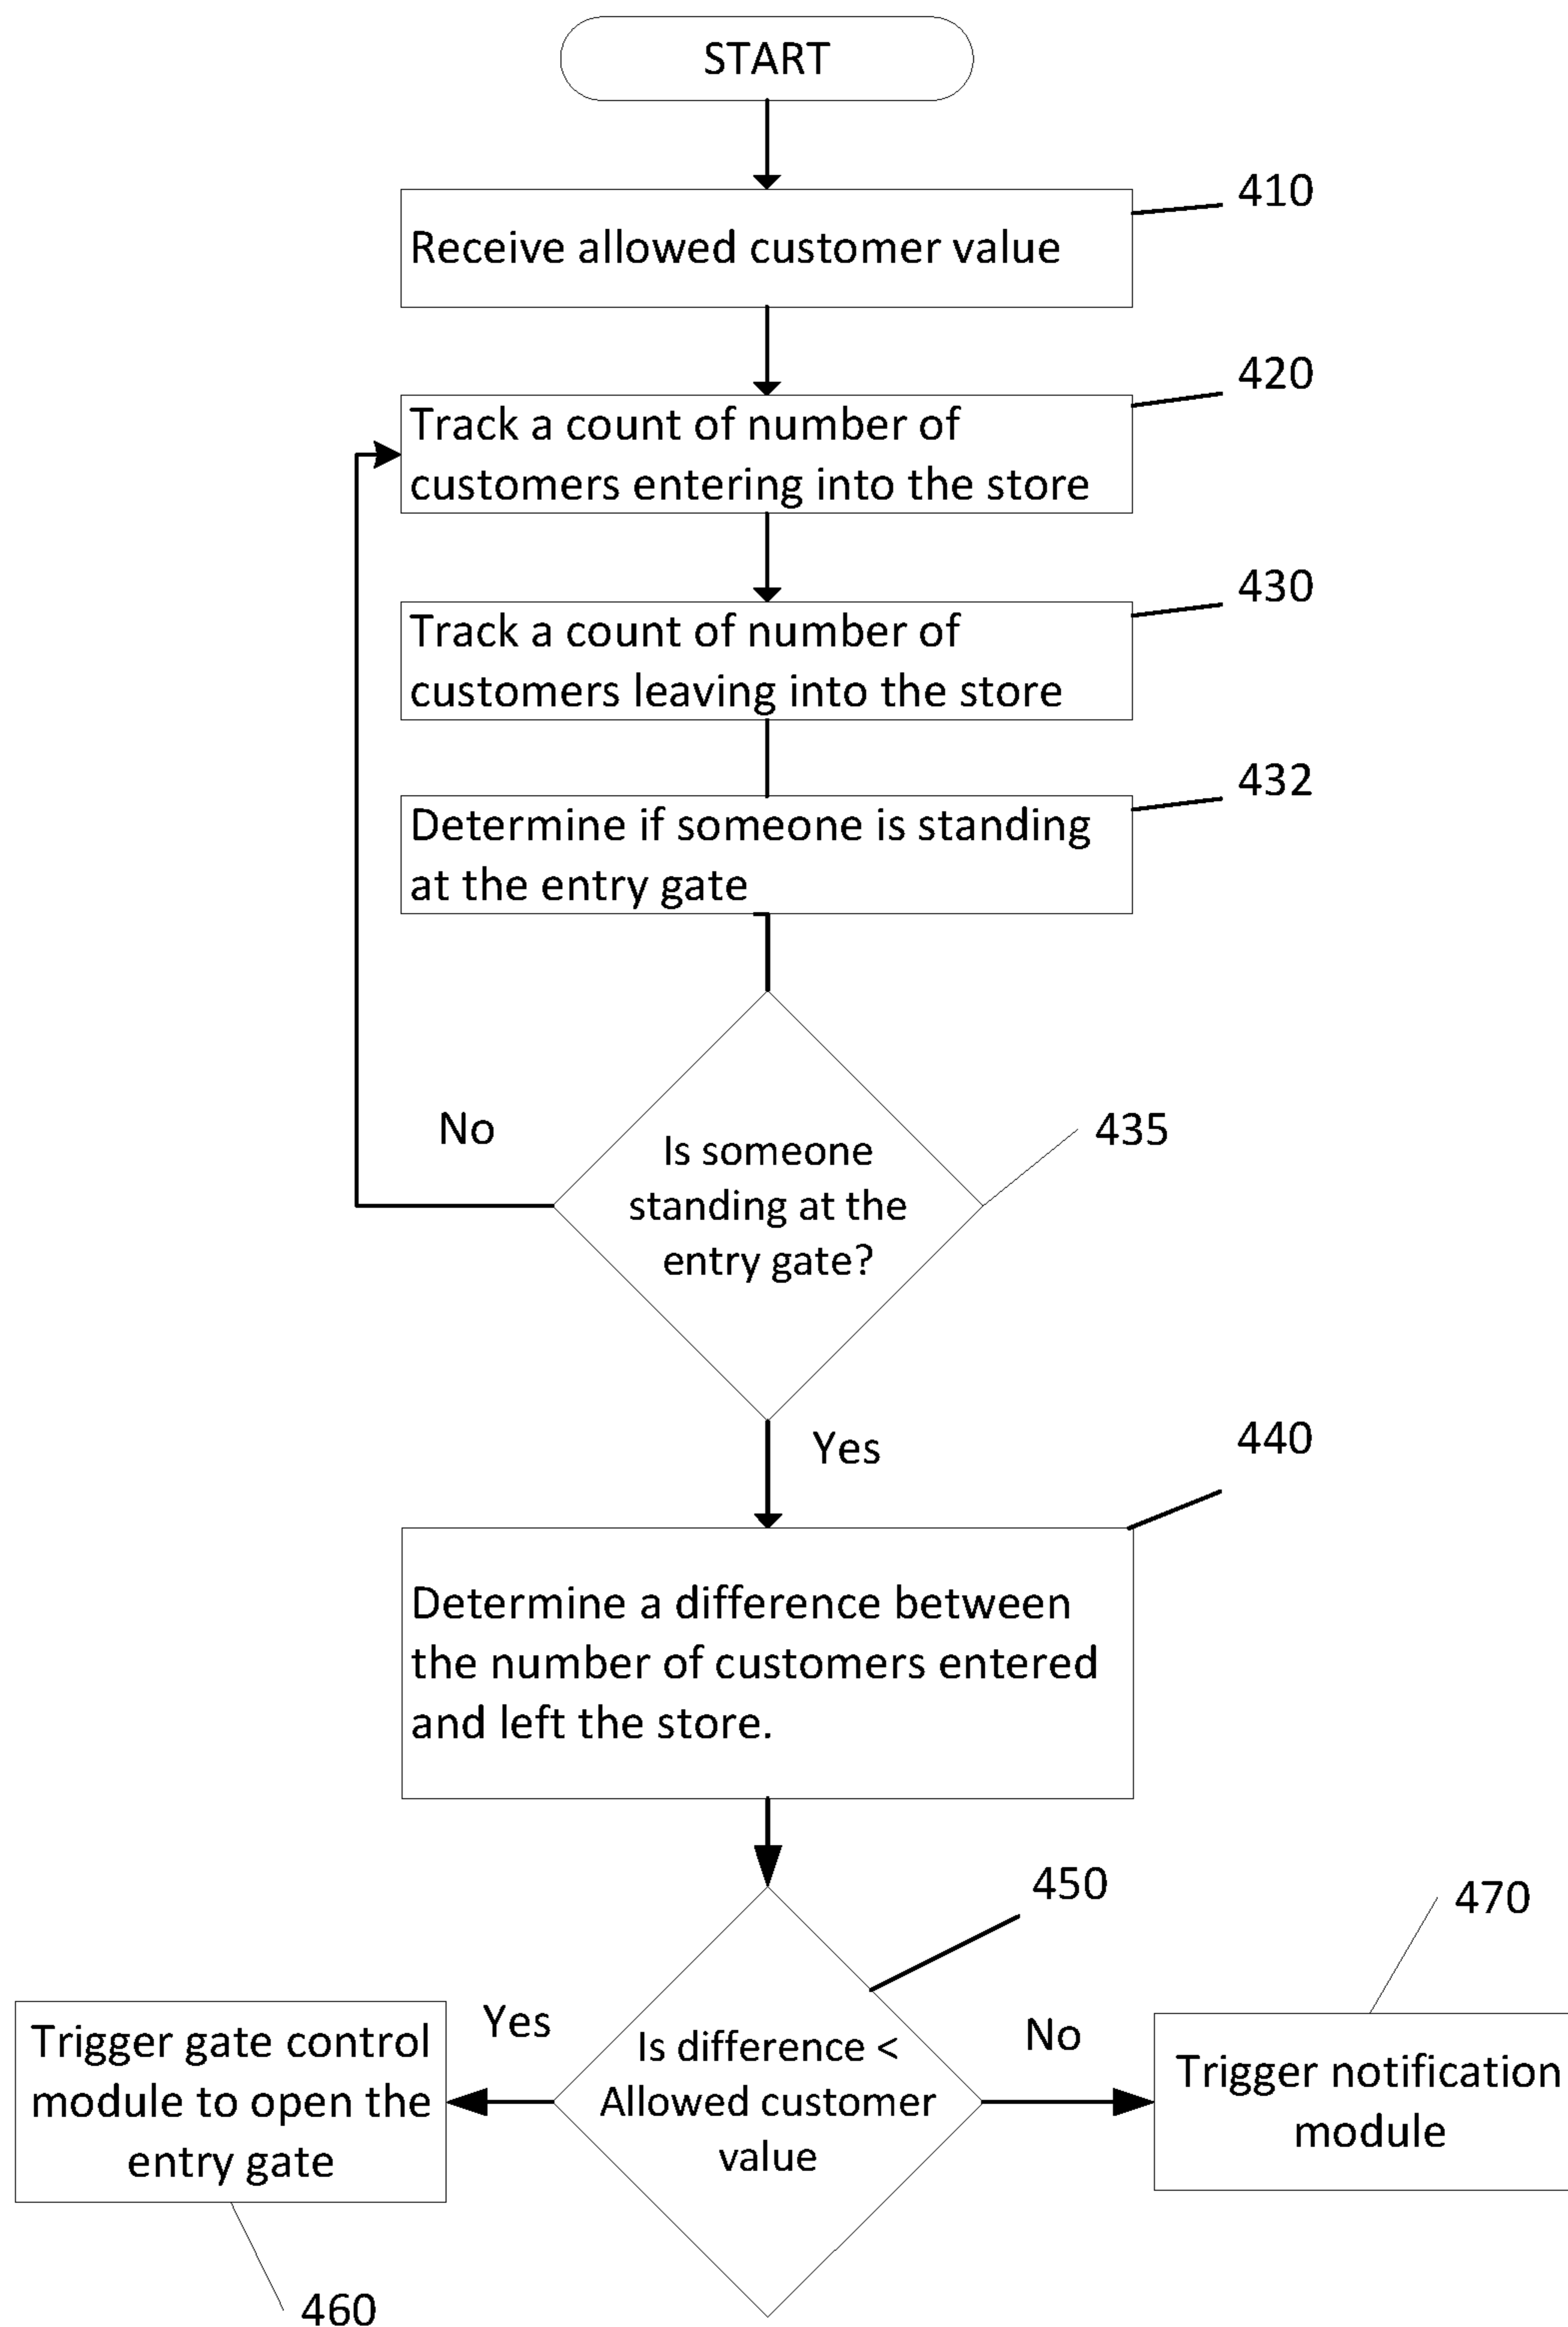 START
410
Receive allowed customer value
420
Track a count of number of
customers entering into the store
430
Track a count of number of
customers leaving into the store
432
Determine if someone is standing
at the entry gate
No
435
Is someone
standing at the
entry gate?
Yes
440
Determine a difference between
the number of customers entered
and left the store.
450
470
Yes
No
Trigger gate control
module to open the
entry gate
Is difference <
Allowed customer
value
Trigger notification
module
460